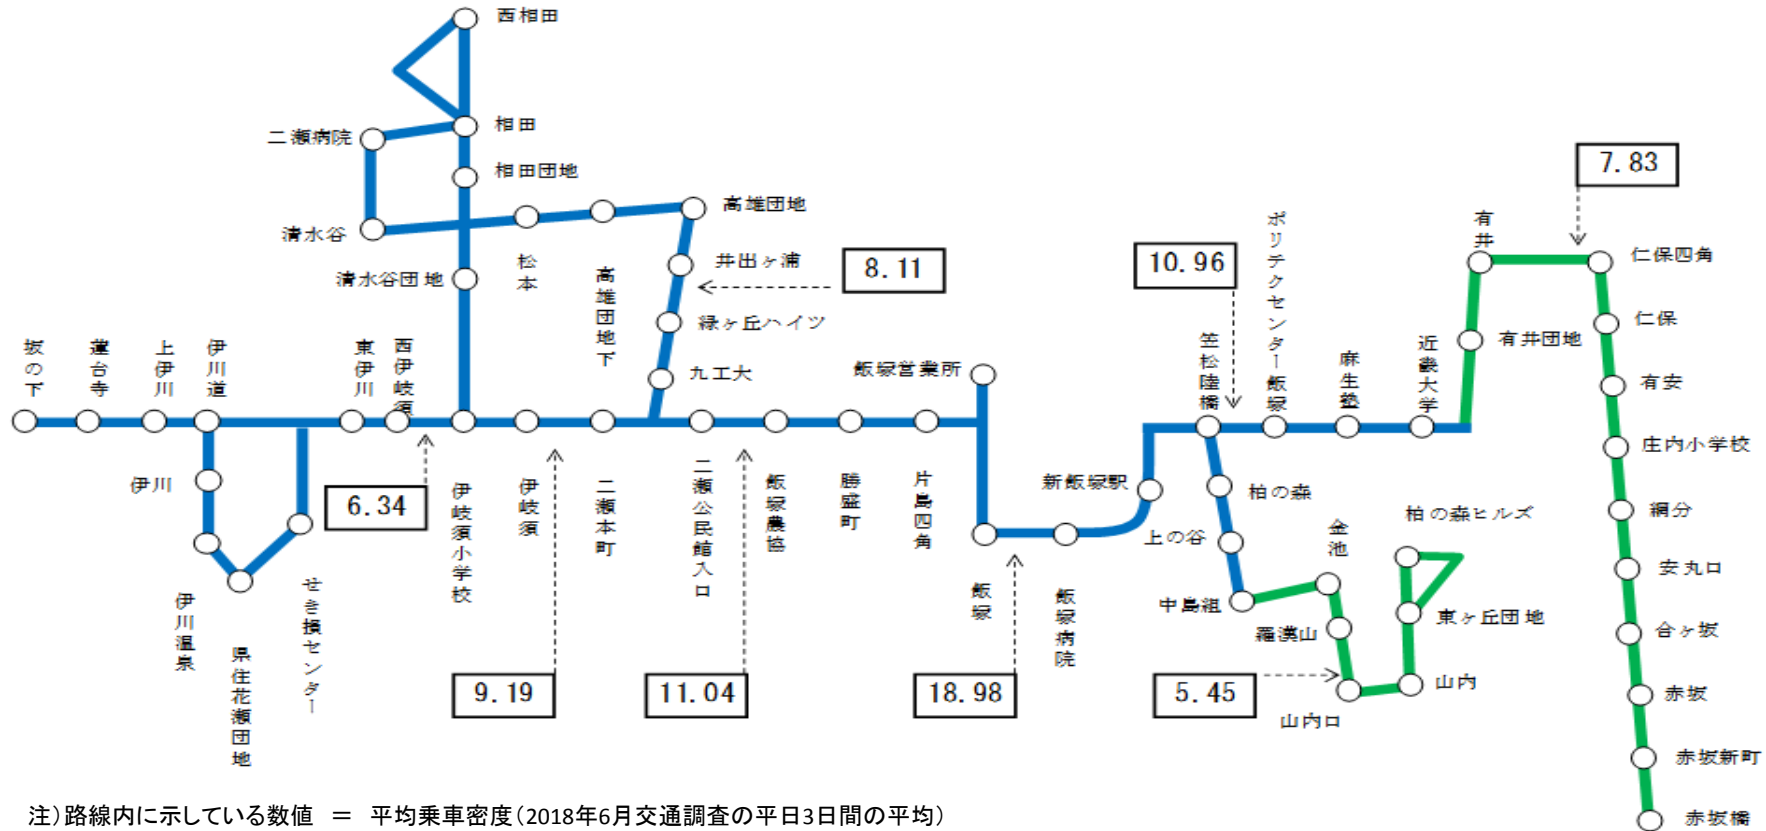 西相田
相田
二瀬病院
相田団地
高雄団地
清水谷
松本
高雄団地下
清水谷団地
井出ヶ浦
8.11
緑ヶ丘ハイツ
九工大
坂の下
蓮台寺
上伊川
伊川道
東伊川
西伊岐須
伊川
伊川温泉
県住花瀬団地
せき損センター
6.34
伊岐須小学校
伊岐須
二瀬本町
9.19
二瀬公民館入口
11.04
飯塚農協
勝盛町
片島四角
飯塚営業所
飯塚
18.98
飯塚病院
新飯塚駅
10.96
笠松陸橋
ポリテクセンター飯塚
麻生塾
近畿大学
有井
有井団地
7.83
仁保四角
仁保
有安
庄内小学校
綱分
安丸口
合ヶ坂
赤坂
赤坂新町
赤坂橋
柏の森
上の谷
中島組
金池
羅漢山
5.45
山内口
山内
東ヶ丘団地
柏の森ヒルズ
注)路線内に示している数値 = 平均乗車密度(2018年6月交通調査の平日3日間の平均)